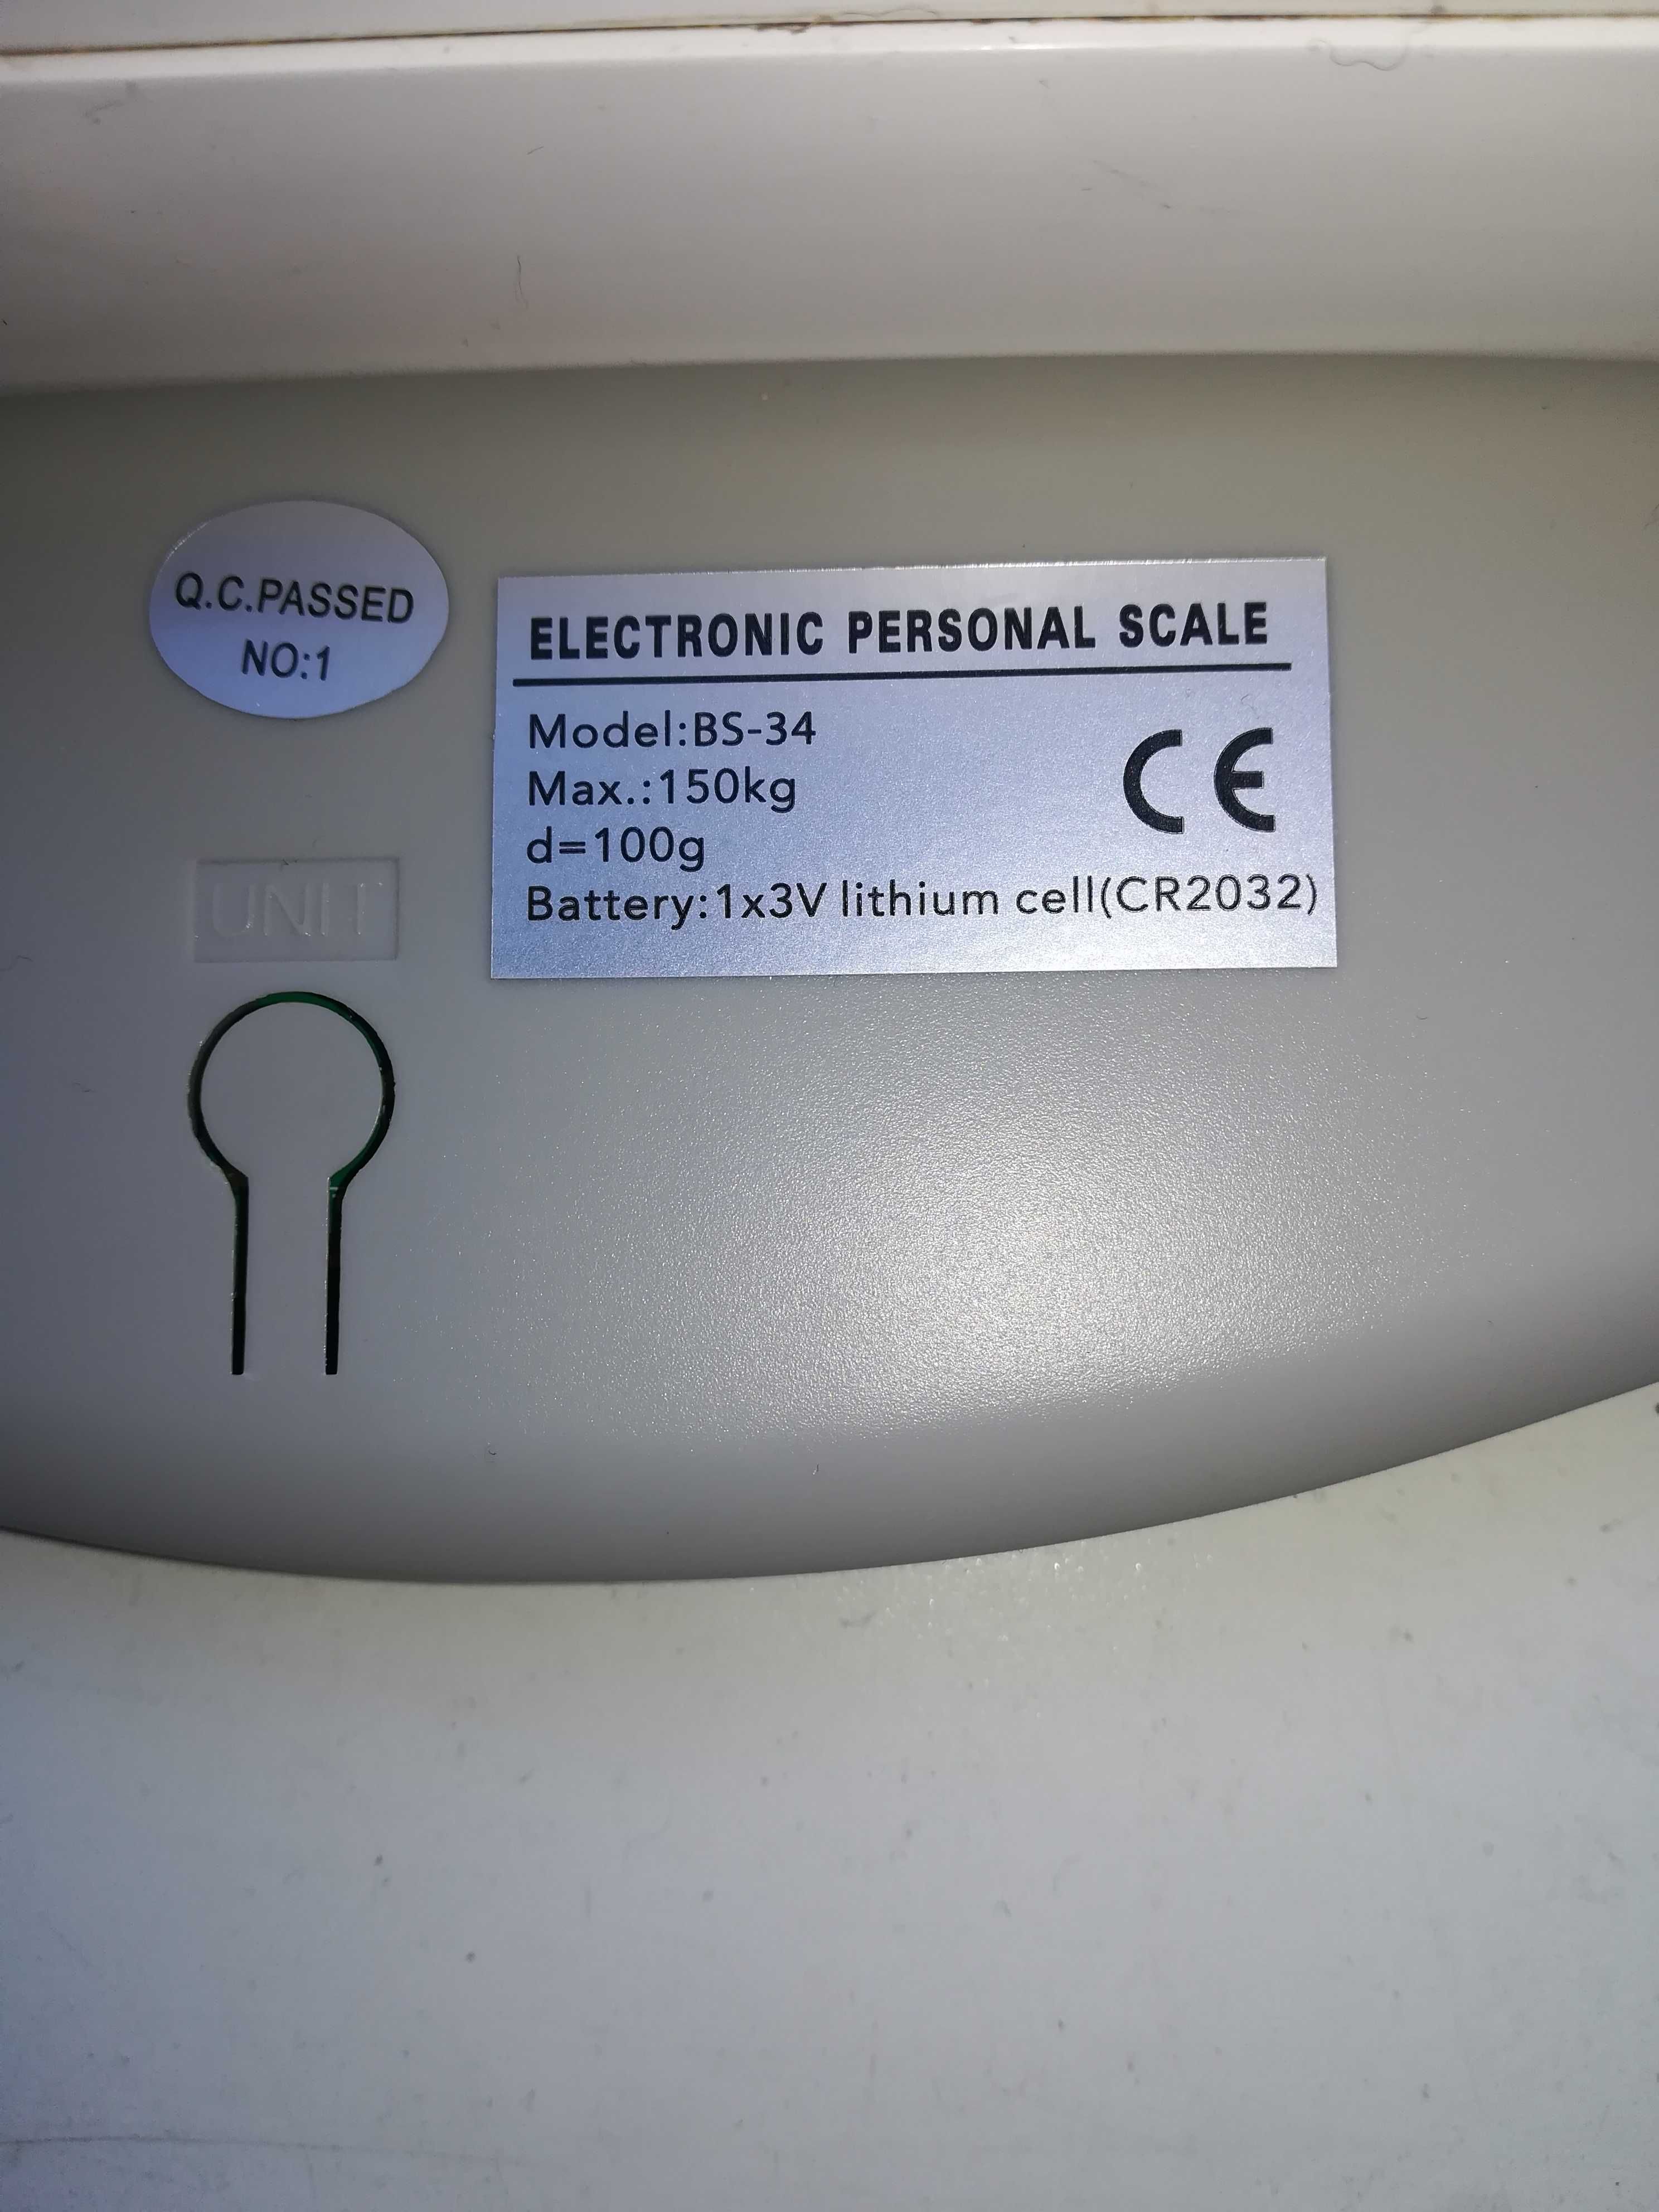 Q.C.PASSED
NO:1
ELECTRONIC PERSONAL SCALE
Model:BS-34
Max.:150kg
d=100g
Battery:1x3V lithium cell(CR2032)
CE
UNIT